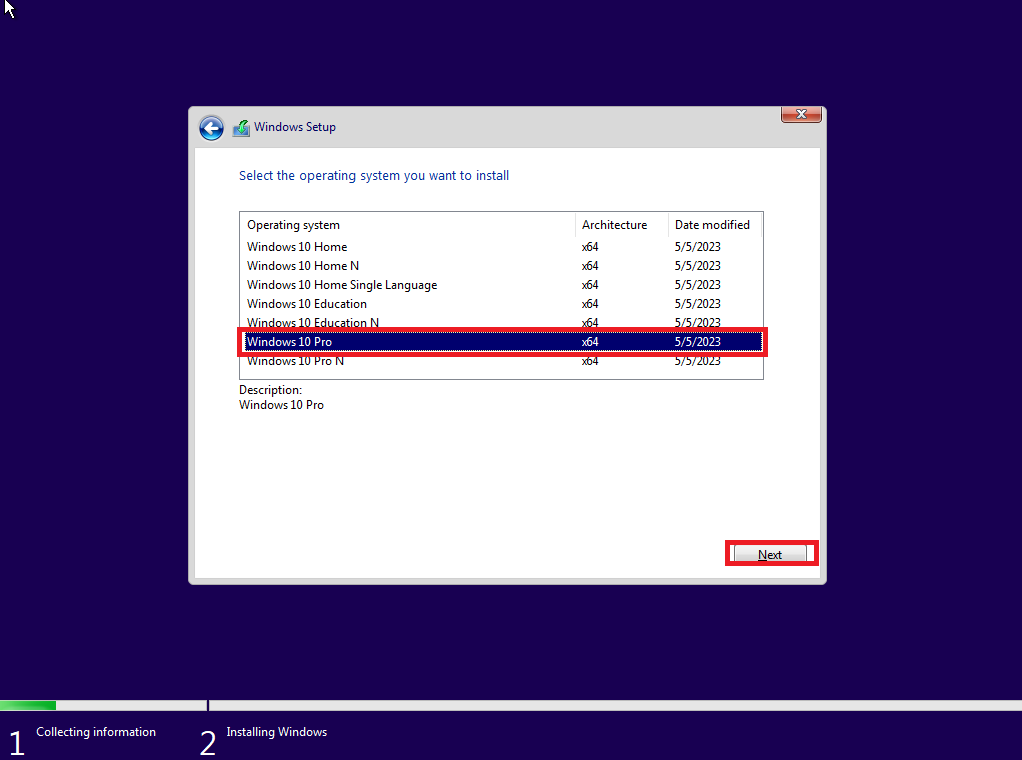 Windows Setup
Select the operating system you want to install
Operating system Architecture Date modified
Windows 10 Home x64 5/5/2023
Windows 10 Home N x64 5/5/2023
Windows 10 Home Single Language x64 5/5/2023
Windows 10 Education x64 5/5/2023
Windows 10 Education N x64 5/5/2023
Windows 10 Pro x64 5/5/2023
Windows 10 Pro N x64 5/5/2023
Description:
Windows 10 Pro
Next
1 Collecting information 2 Installing Windows